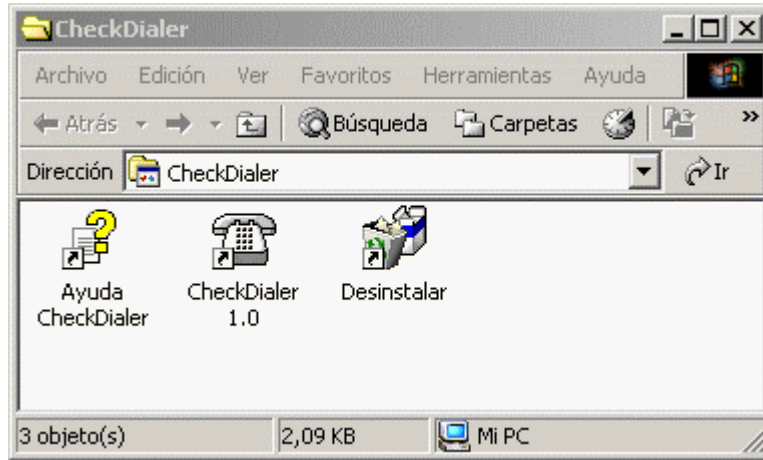 CheckDialer
Archivo Edición Ver Favoritos Herramientas Ayuda
Atrás Búsqueda Carpetas »
Dirección CheckDialer Ir
Ayuda CheckDialer Desinstalar
CheckDialer 1.0
3 objeto(s) 2,09 KB Mi PC